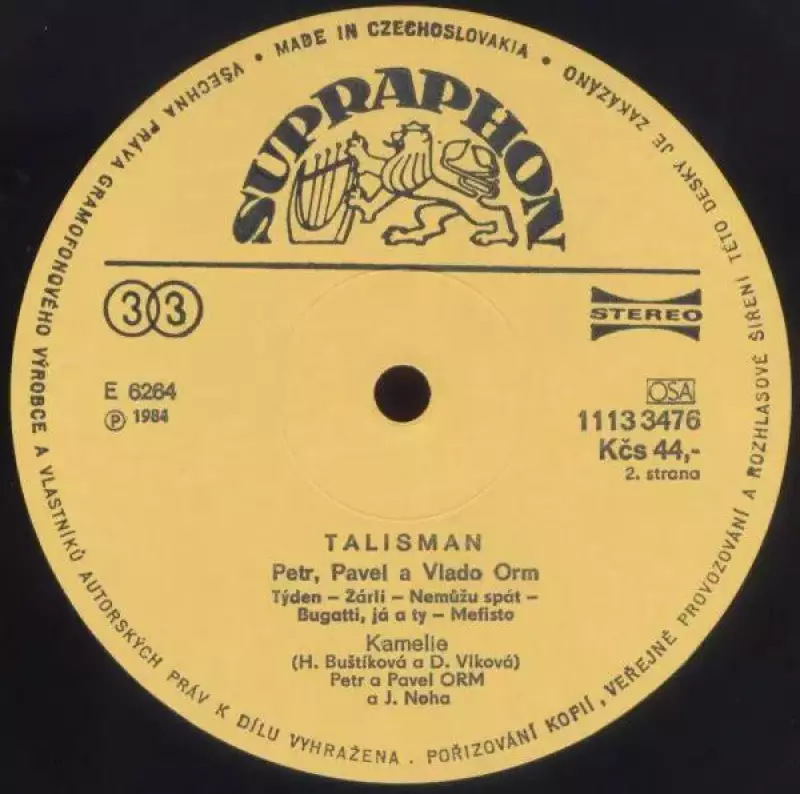 VŠECHNA PRÁVA GRAMOFONOVÉHO VÝROBCE A VLASTNÍKŮ AUTORSKÝCH PRÁV K DÍLU VYHRAŽENA . POŘIZOVÁNÍ KOPIÍ, VEŘEJNÉ PROVOZOVÁNÍ A ROZHLASOVÉ ŠÍŘENÍ TÉTO DESKY JE ZAKÁZÁNO
• MADE IN CZECHOSLOVAKIA •
SUPRAPHON
33
STEREO
E 6264
℗ 1984
OSA
1113 3476
Kčs 44,-
2. strana
TALISMAN
Petr, Pavel a Vlado Orm
Týden – Žárli – Nemůžu spát –
Bugatti, já a ty – Mefisto
Kamelie
(H. Buštíková a D. Vlková)
Petr a Pavel ORM
a J. Noha